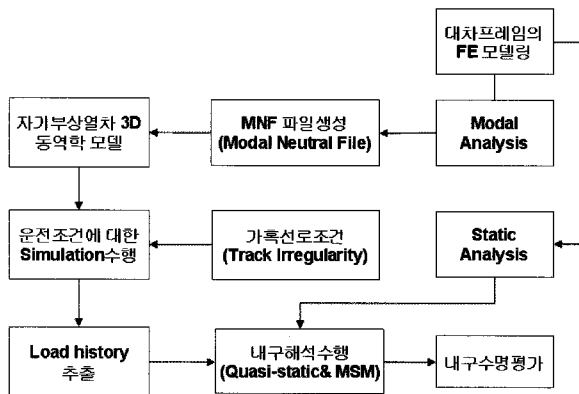 대차프레임의
FE 모델링
자기부상열차 3D
동역학 모델
MNF 파일생성
(Modal Neutral File)
Modal
Analysis
운전조건에 대한
Simulation수행
가혹선로조건
(Track Irregularity)
Static
Analysis
Load history
추출
내구해석수행
(Quasi-static& MSM)
내구수명평가